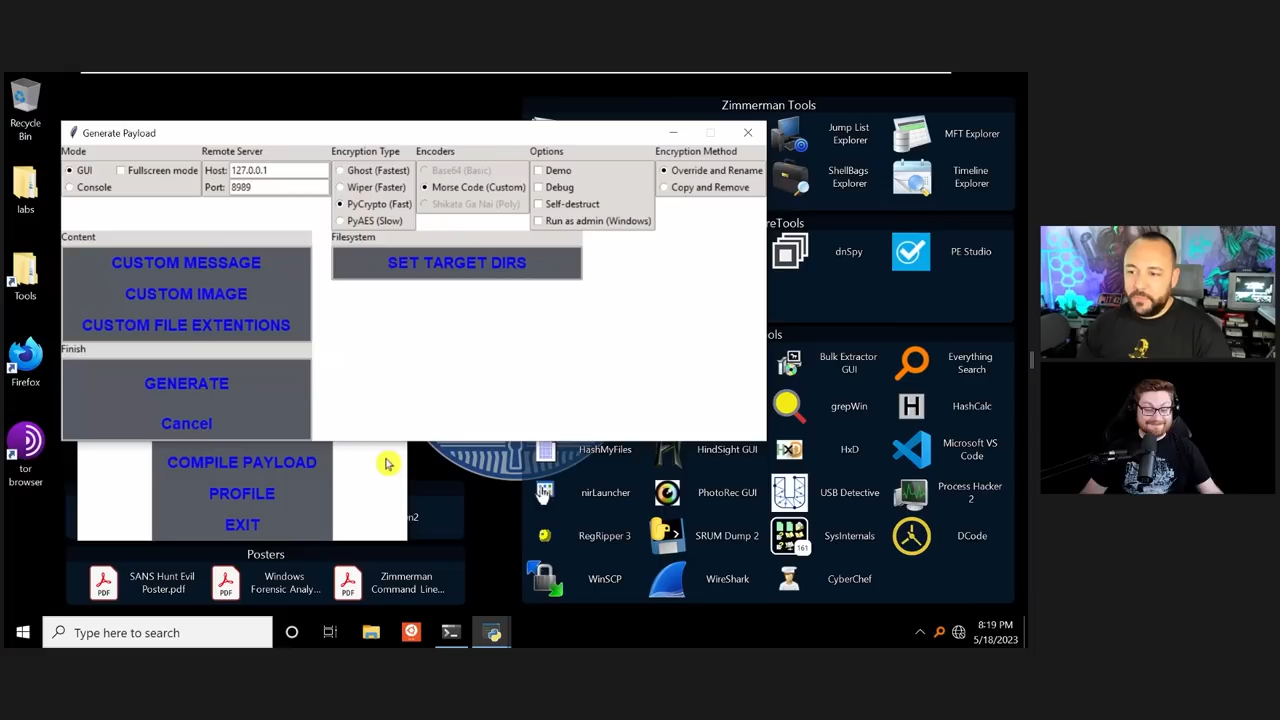 Recycle
Bin
labs
Tools
Firefox
tor
browser
Generate Payload
Mode
GUI
Fullscreen mode
Console
Remote Server
Host: 127.0.0.1
Port: 8989
Encryption Type
Ghost (Fastest)
Wiper (Faster)
PyCrypto (Fast)
PyAES (Slow)
Encoders
Base64 (Basic)
Morse Code (Custom)
Shikata Ga Nai (Poly)
Options
Demo
Debug
Self-destruct
Run as admin (Windows)
Encryption Method
Override and Rename
Copy and Remove
Content
CUSTOM MESSAGE
CUSTOM IMAGE
CUSTOM FILE EXTENTIONS
Filesystem
SET TARGET DIRS
Finish
GENERATE
Cancel
COMPILE PAYLOAD
PROFILE
EXIT
Posters
SANS Hunt Evil
Poster.pdf
Windows
Forensic Analy...
Zimmerman
Command Line...
Zimmerman Tools
Jump List
Explorer
MFT Explorer
ShellBags
Explorer
Timeline
Explorer
reTools
dnSpy
PE Studio
ols
Bulk Extractor
GUI
Everything
Search
grepWin
HashCalc
HashMyFiles
HindSight GUI
HxD
Microsoft VS
Code
nirLauncher
PhotoRec GUI
USB Detective
Process Hacker
2
RegRipper 3
SRUM Dump 2
161
SysInternals
DCode
WinSCP
WireShark
CyberChef
Type here to search
8:19 PM
5/18/2023